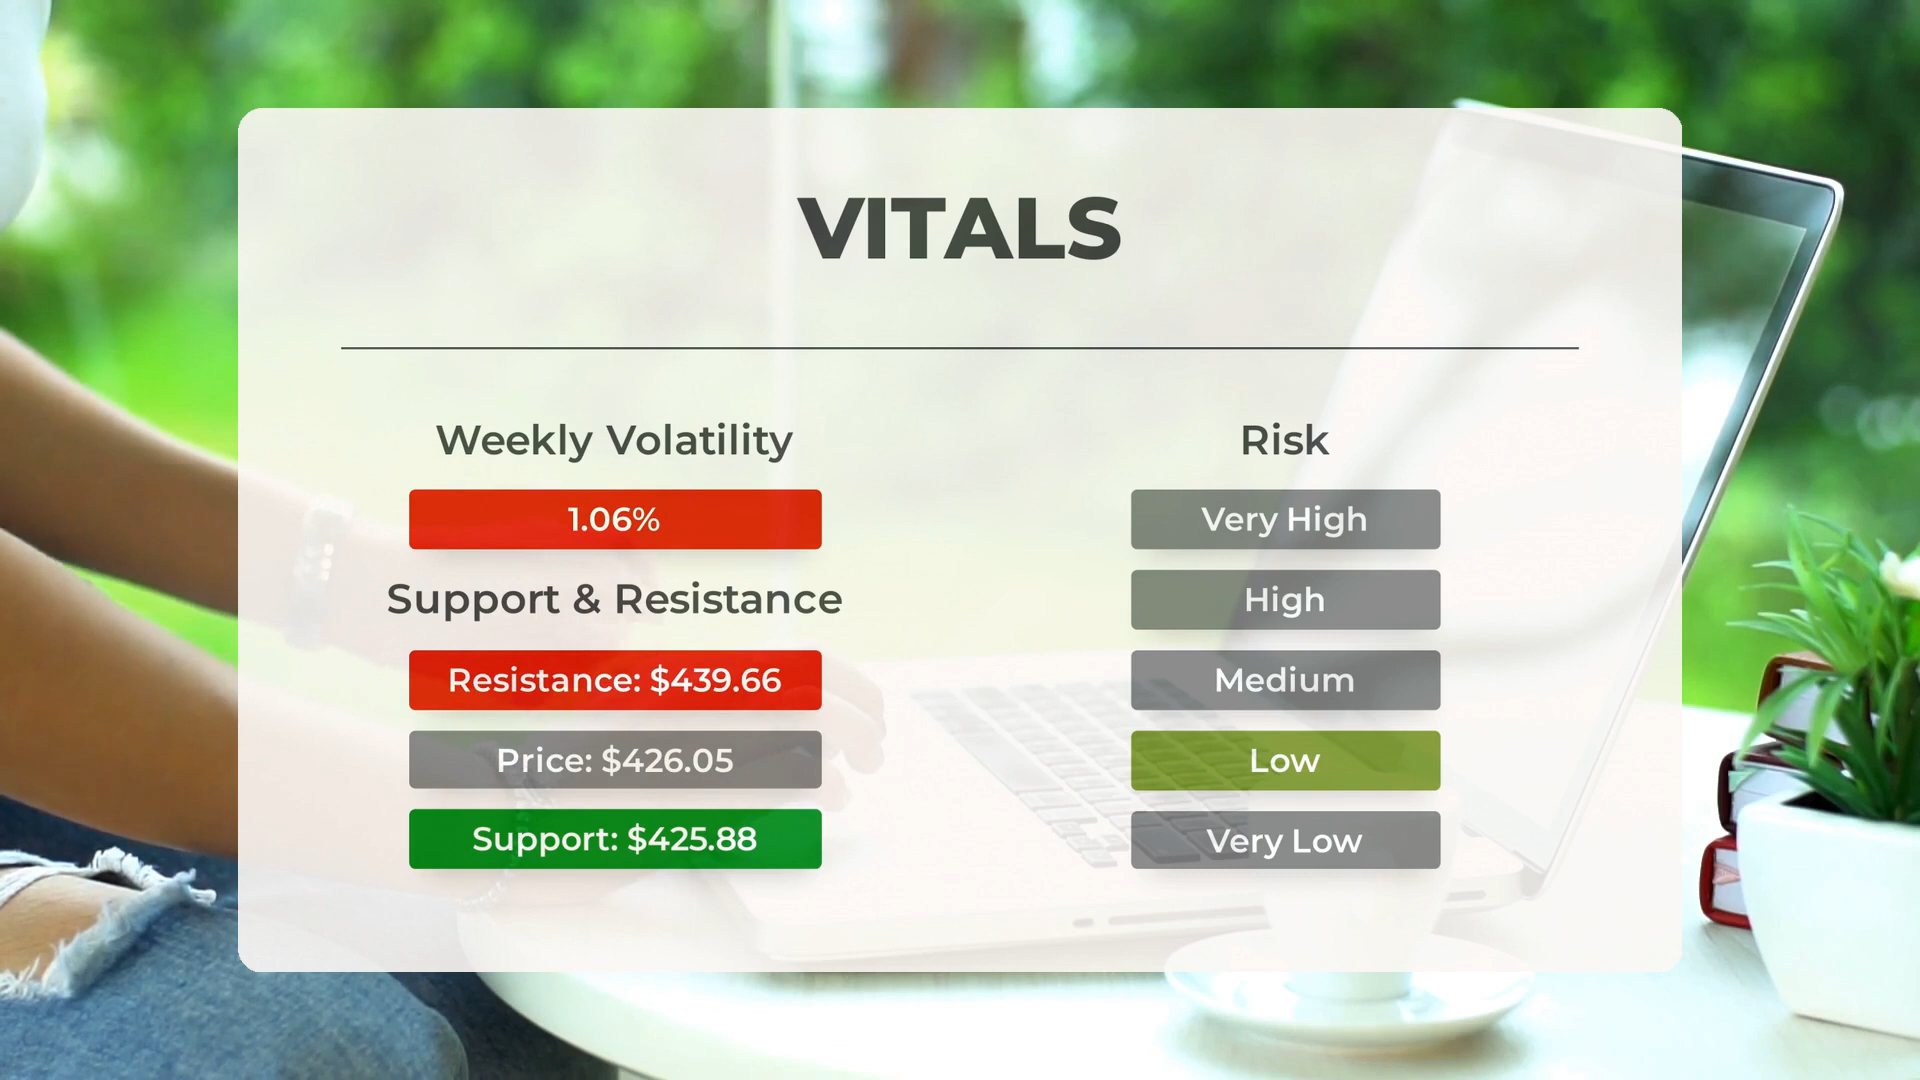 VITALS
Weekly Volatility
1.06%
Support & Resistance
Resistance: $439.66
Price: $426.05
Support: $425.88
Risk
Very High
High
Medium
Low
Very Low